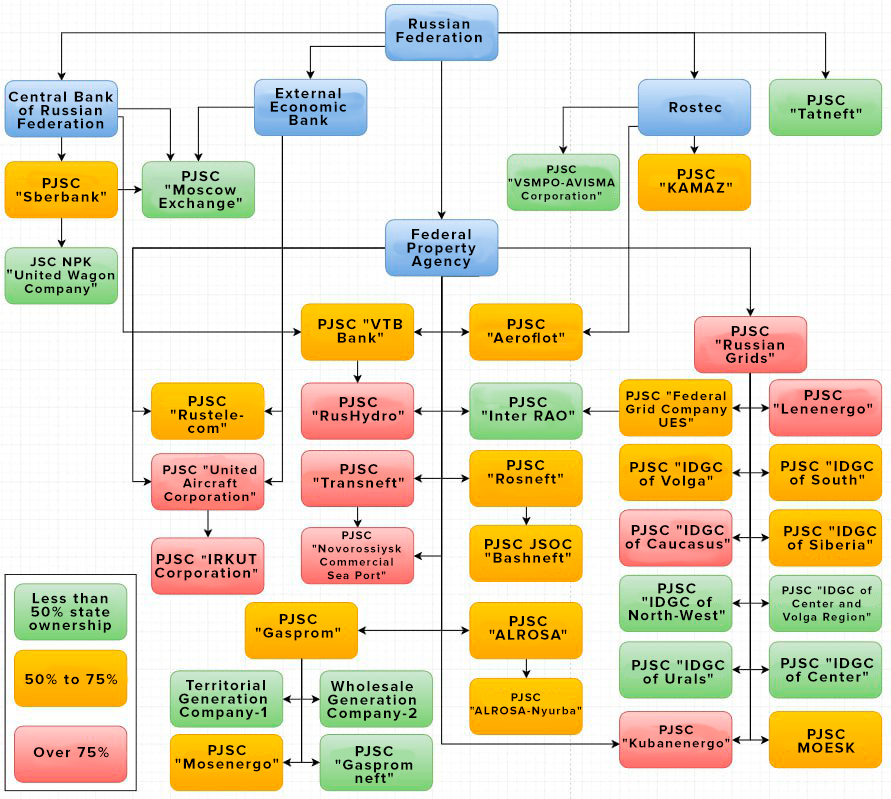 Russian
Federation
Central Bank
of Russian
Federation
External
Economic
Bank
Rostec
PJSC
"Tatneft"
PJSC
"Sberbank"
PJSC
"Moscow
Exchange"
PJSC
"VSMPO-AVISMA
Corporation"
PJSC
"KAMAZ"
JSC NPK
"United Wagon
Company"
Federal
Property
Agency
PJSC "VTB
Bank"
PJSC
"Aeroflot"
PJSC
"Russian
Grids"
PJSC
"Rustele-
com"
PJSC
"RusHydro"
PJSC
"Inter RAO"
PJSC "Federal
Grid Company
UES"
PJSC
"Lenenergo"
PJSC "United
Aircraft
Corporation"
PJSC
"Transneft"
PJSC
"Rosneft"
PJSC "IDGC
of Volga"
PJSC "IDGC
of South"
PJSC "IRKUT
Corporation"
PJSC
"Novorossiysk
Commercial
Sea Port"
PJSC JSOC
"Bashneft"
PJSC "IDGC
of Caucasus"
PJSC "IDGC
of Siberia"
Less than
50% state
ownership
50% to 75%
Over 75%
PJSC
"Gasprom"
PJSC
"ALROSA"
PJSC
"IDGC of
North-West"
PJSC "IDGC of
Center and
Volga Region"
Territorial
Generation
Company-1
Wholesale
Generation
Company-2
PJSC
"ALROSA-Nyurba"
PJSC "IDGC
of Urals"
PJSC "IDGC
of Center"
PJSC
"Mosenergo"
PJSC
"Gasprom
neft"
PJSC
"Kubanenergo"
PJSC
MOESK